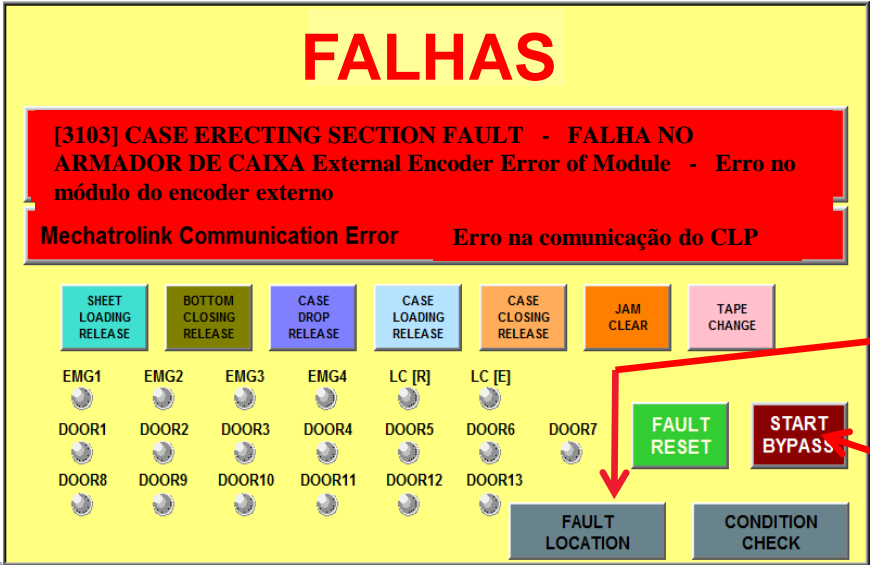 FALHAS
[3103] CASE ERECTING SECTION FAULT - FALHA NO
ARMADOR DE CAIXA External Encoder Error of Module - Erro no
módulo do encoder externo
Mechatrolink Communication Error Erro na comunicação do CLP
SHEET LOADING RELEASE
BOTTOM CLOSING RELEASE
CASE DROP RELEASE
CASE LOADING RELEASE
CASE CLOSING RELEASE
JAM CLEAR
TAPE CHANGE
EMG1 EMG2 EMG3 EMG4 LC [R] LC [E]
DOOR1 DOOR2 DOOR3 DOOR4 DOOR5 DOOR6 DOOR7
DOOR8 DOOR9 DOOR10 DOOR11 DOOR12 DOOR13
FAULT RESET
START BYPASS
FAULT LOCATION
CONDITION CHECK